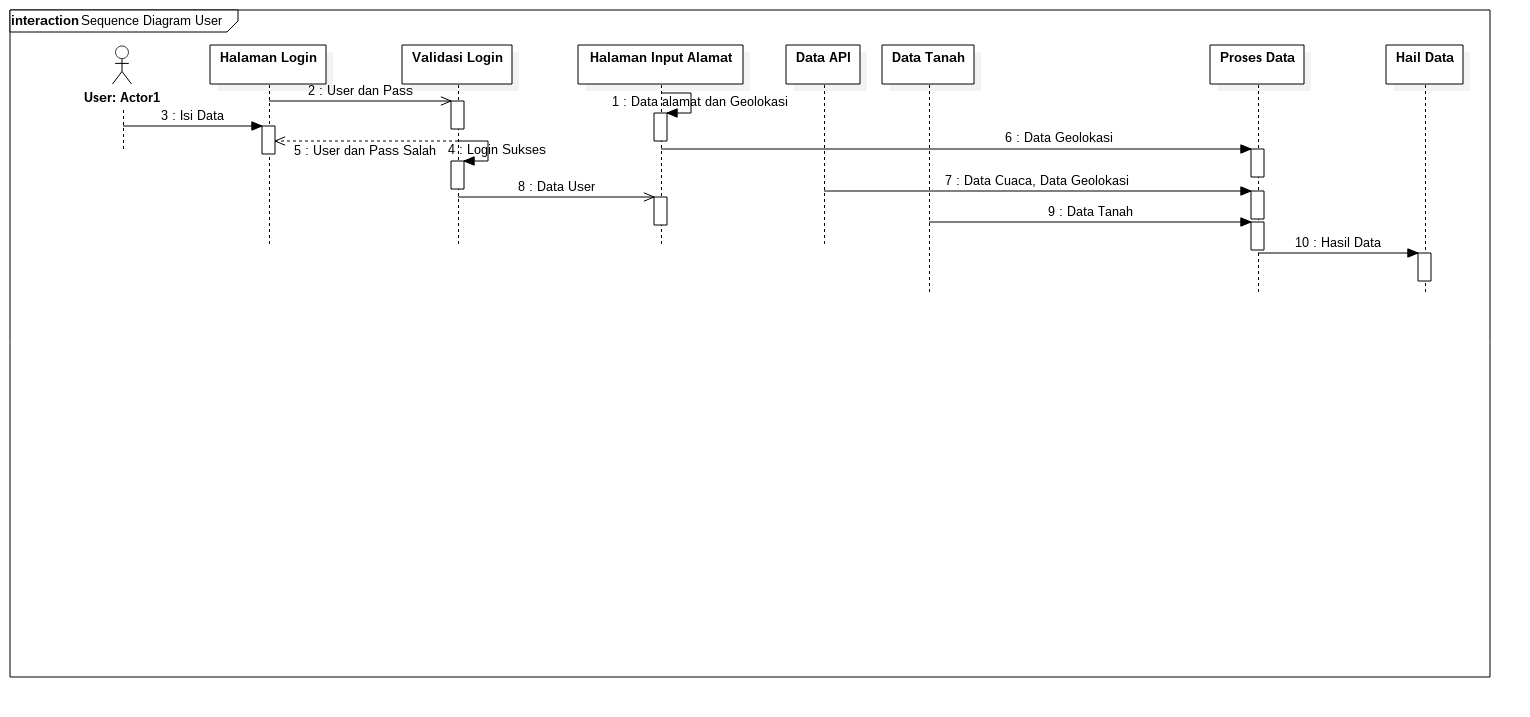 interaction Sequence Diagram User
Halaman Login
Validasi Login
Halaman Input Alamat
Data API
Data Tanah
Proses Data
Hail Data
User: Actor1
2 : User dan Pass
1 : Data alamat dan Geolokasi
3 : Isi Data
6 : Data Geolokasi
5 : User dan Pass Salah
4 : Login Sukses
7 : Data Cuaca, Data Geolokasi
8 : Data User
9 : Data Tanah
10 : Hasil Data